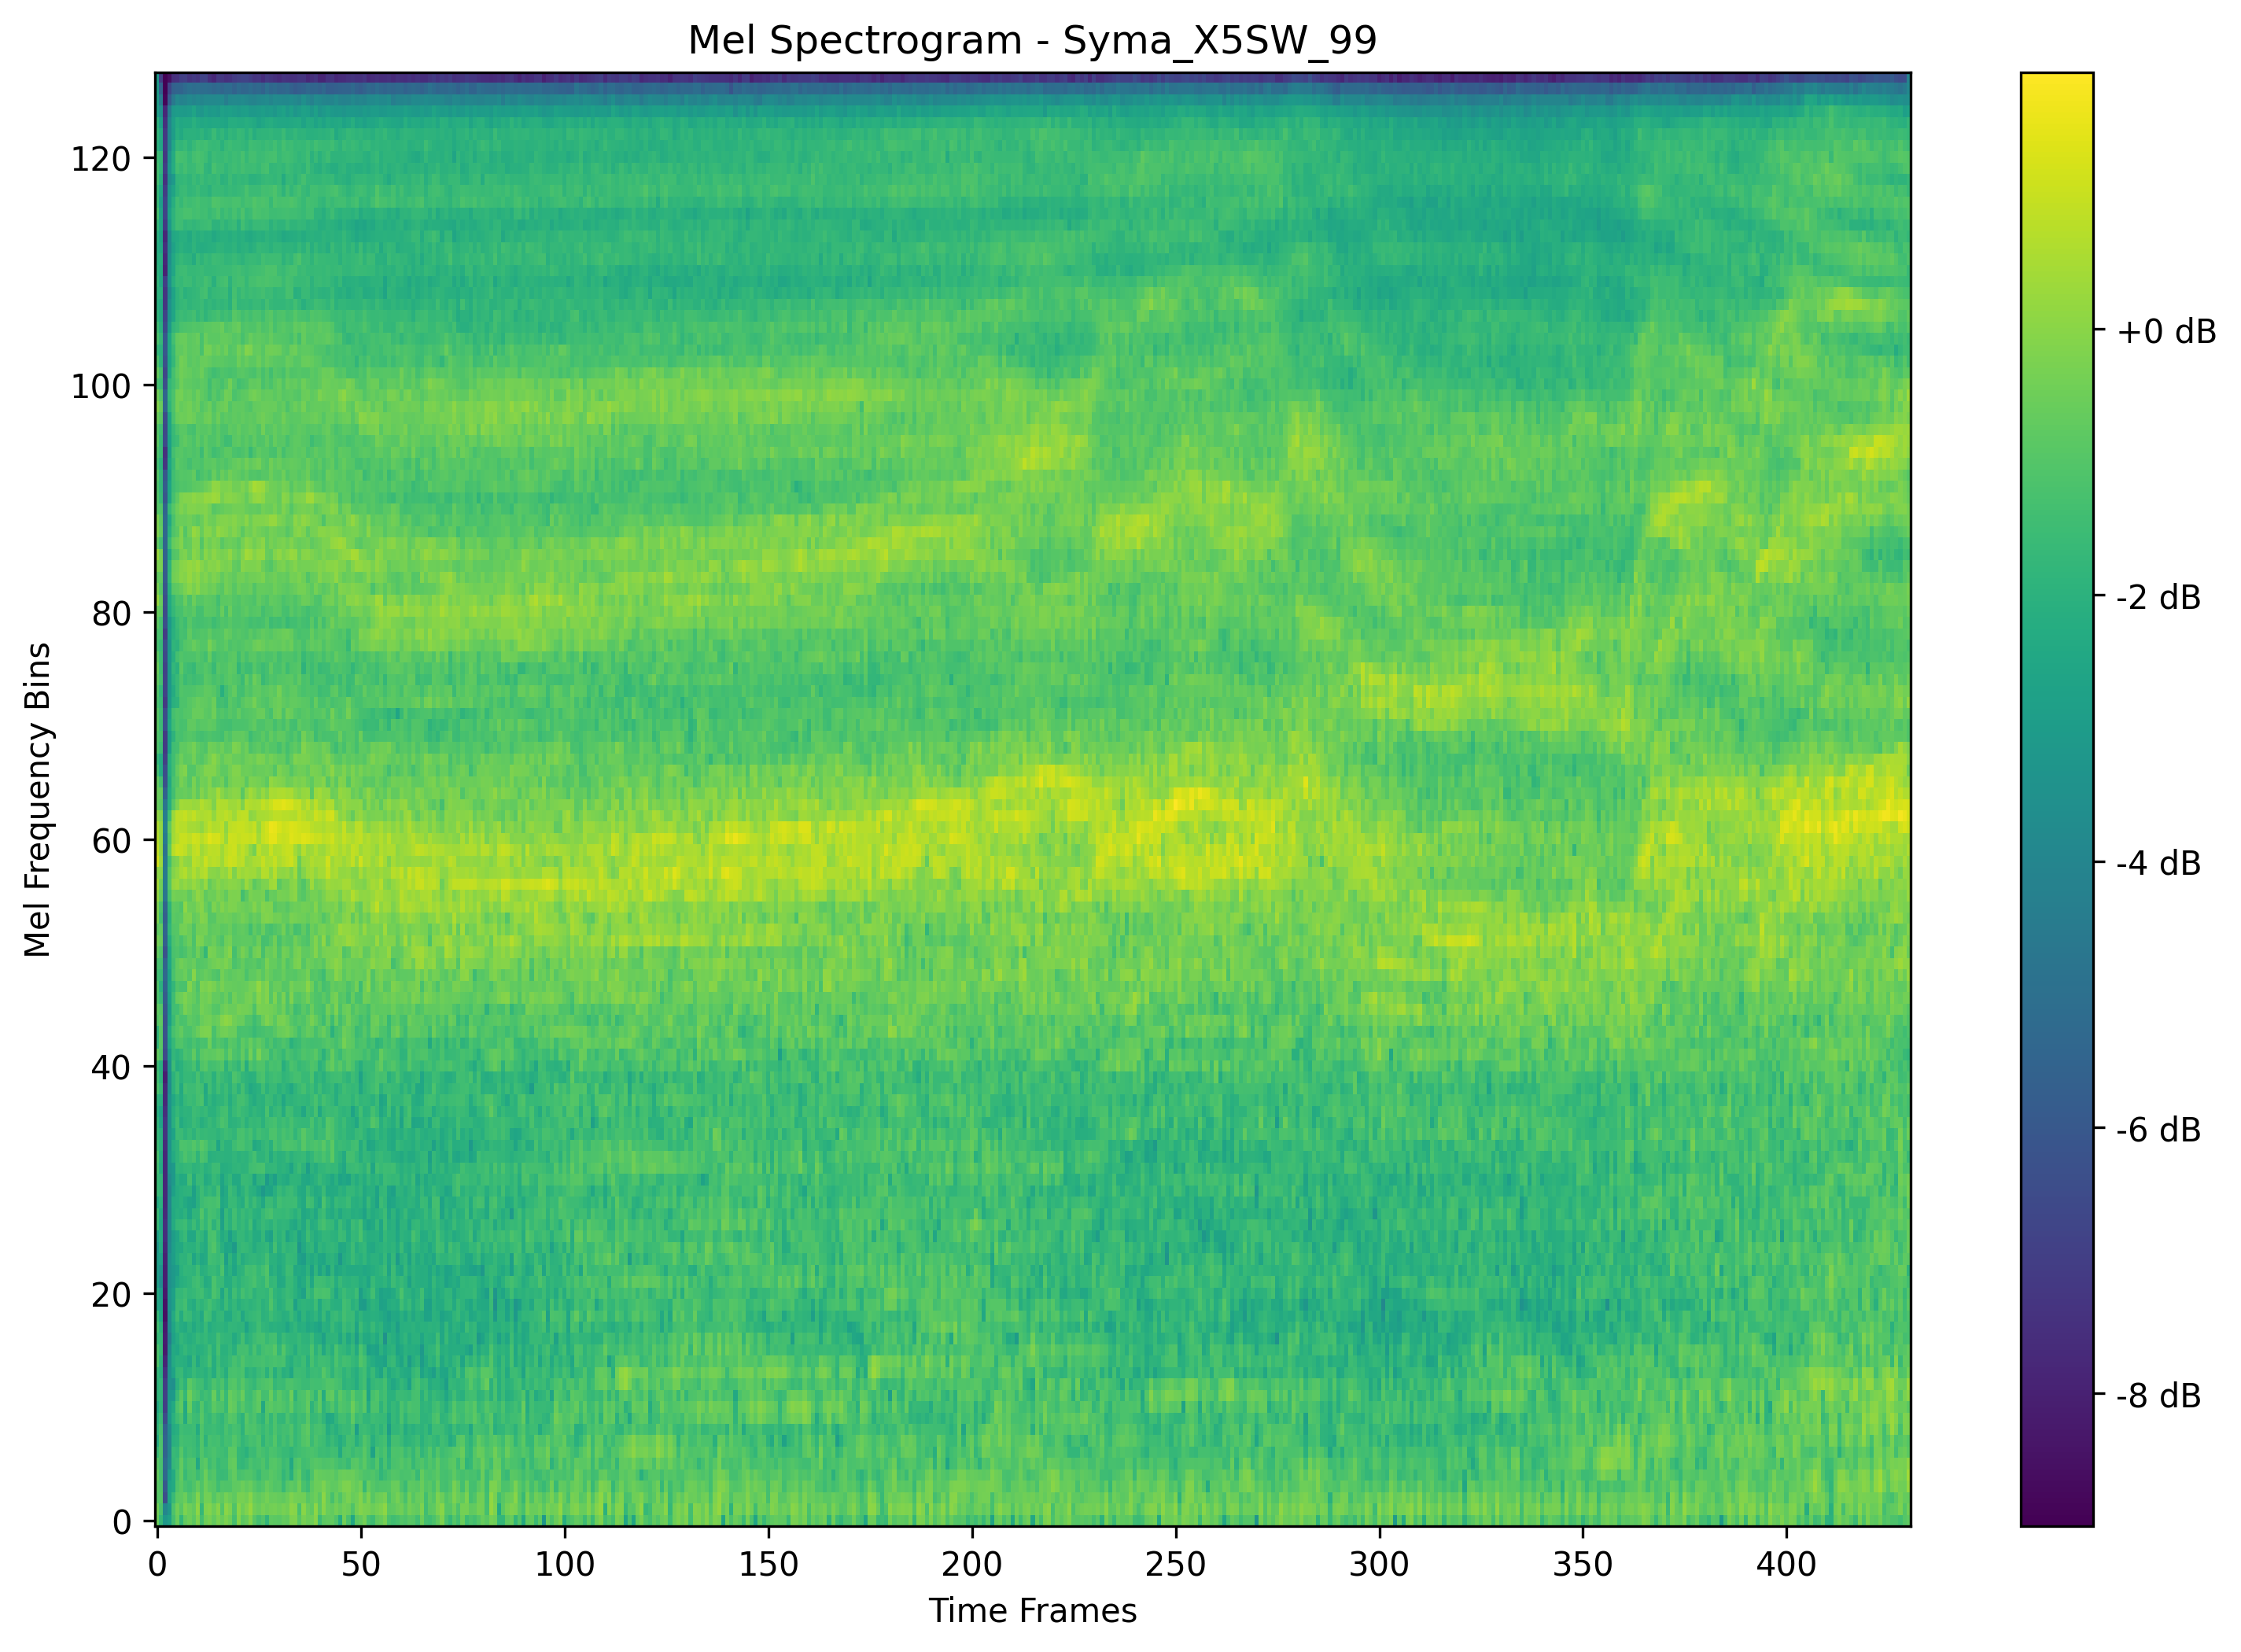 Mel Spectrogram - Syma_X5SW_99
Mel Frequency Bins
120
100
80
60
40
20
0
0 50 100 150 200 250 300 350 400
Time Frames
+0 dB
-2 dB
-4 dB
-6 dB
-8 dB